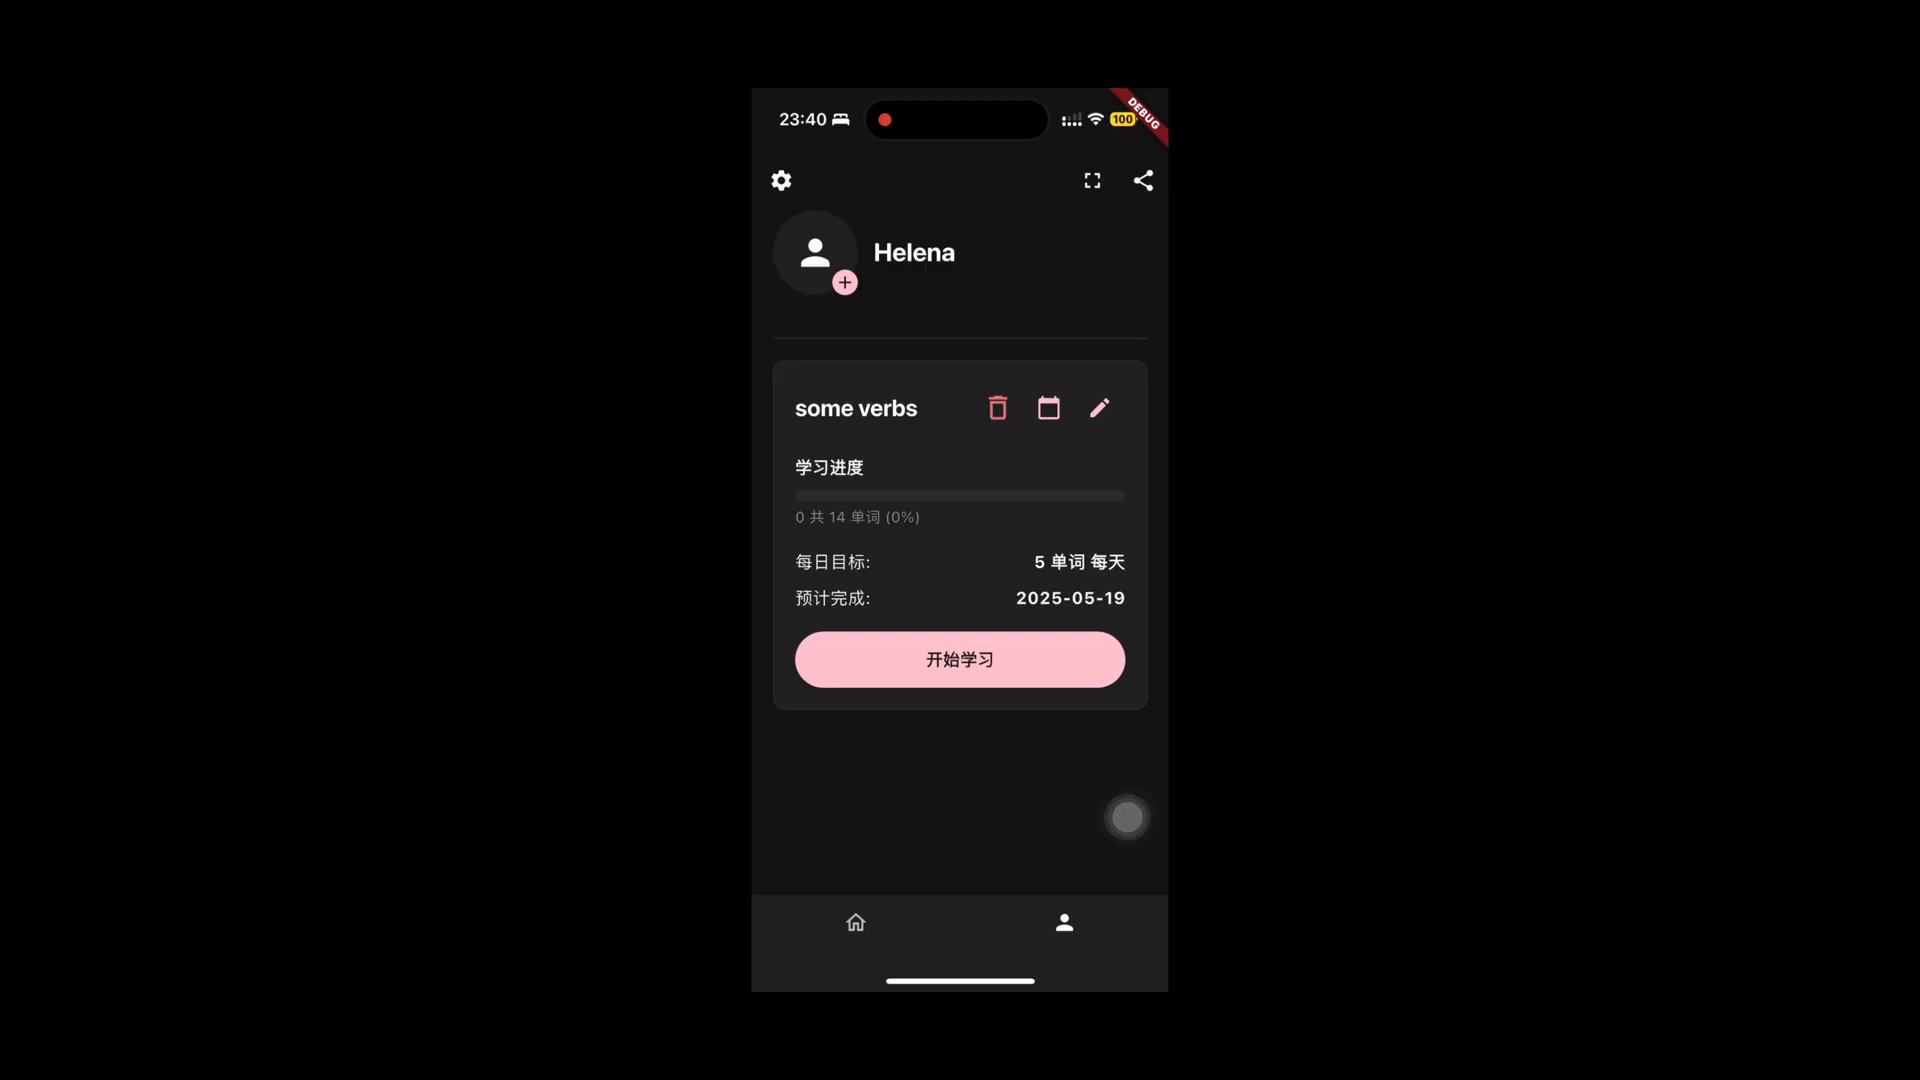 23:40
100
DEBUG
Helena
some verbs
学习进度
0 共 14 单词 (0%)
每日目标: 5 单词 每天
预计完成: 2025-05-19
开始学习